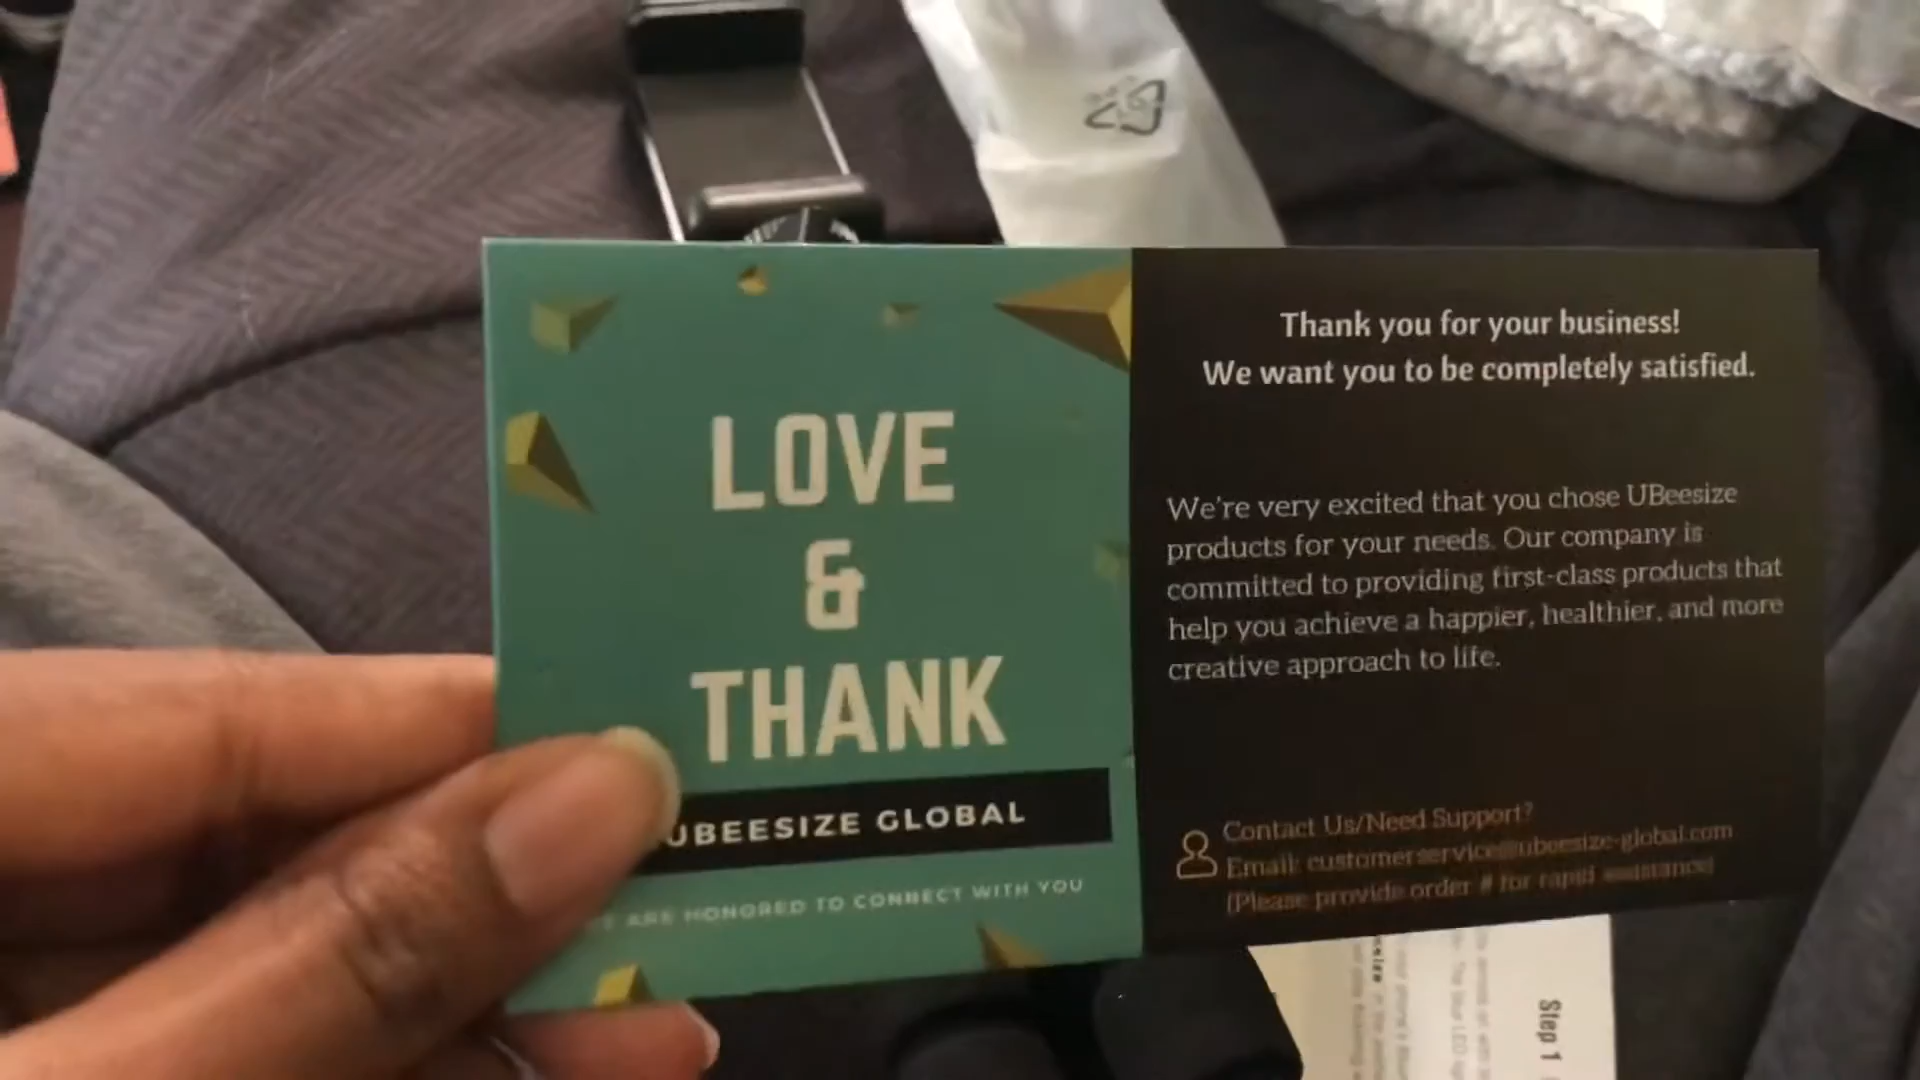 LOVE
&
THANK
UBEESIZE GLOBAL
ARE HONORED TO CONNECT WITH YOU
Thank you for your business!
We want you to be completely satisfied.
We're very excited that you chose UBeesize
products for your needs. Our company is
committed to providing first-class products that
help you achieve a happier, healthier, and more
creative approach to life.
Contact Us/Need Support?
Email: customerservice@ubeesize-global.com
(Please provide order # for rapid assistance)
Step 1